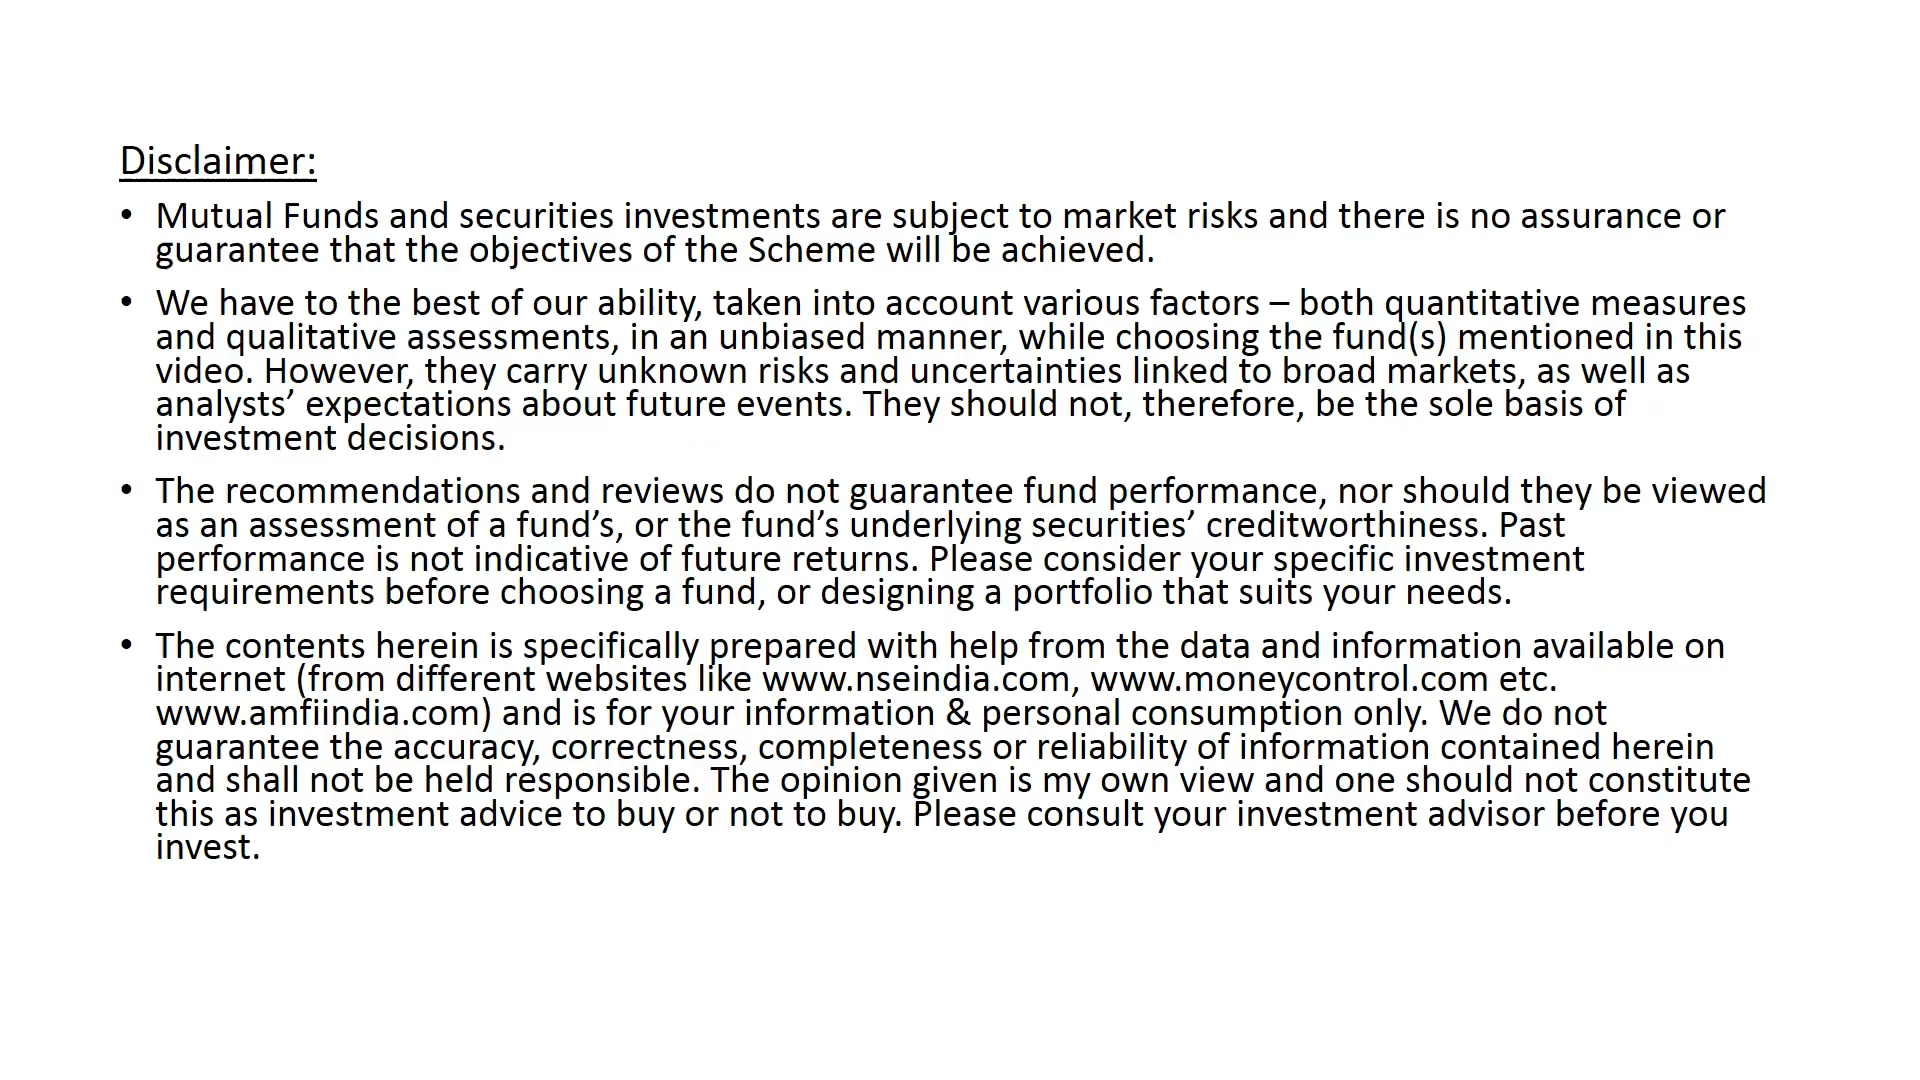 Disclaimer:
• Mutual Funds and securities investments are subject to market risks and there is no assurance or
guarantee that the objectives of the Scheme will be achieved.
• We have to the best of our ability, taken into account various factors – both quantitative measures
and qualitative assessments, in an unbiased manner, while choosing the fund(s) mentioned in this
video. However, they carry unknown risks and uncertainties linked to broad markets, as well as
analysts’ expectations about future events. They should not, therefore, be the sole basis of
investment decisions.
• The recommendations and reviews do not guarantee fund performance, nor should they be viewed
as an assessment of a fund’s, or the fund’s underlying securities’ creditworthiness. Past
performance is not indicative of future returns. Please consider your specific investment
requirements before choosing a fund, or designing a portfolio that suits your needs.
• The contents herein is specifically prepared with help from the data and information available on
internet (from different websites like www.nseindia.com, www.moneycontrol.com etc.
www.amfiindia.com) and is for your information & personal consumption only. We do not
guarantee the accuracy, correctness, completeness or reliability of information contained herein
and shall not be held responsible. The opinion given is my own view and one should not constitute
this as investment advice to buy or not to buy. Please consult your investment advisor before you
invest.